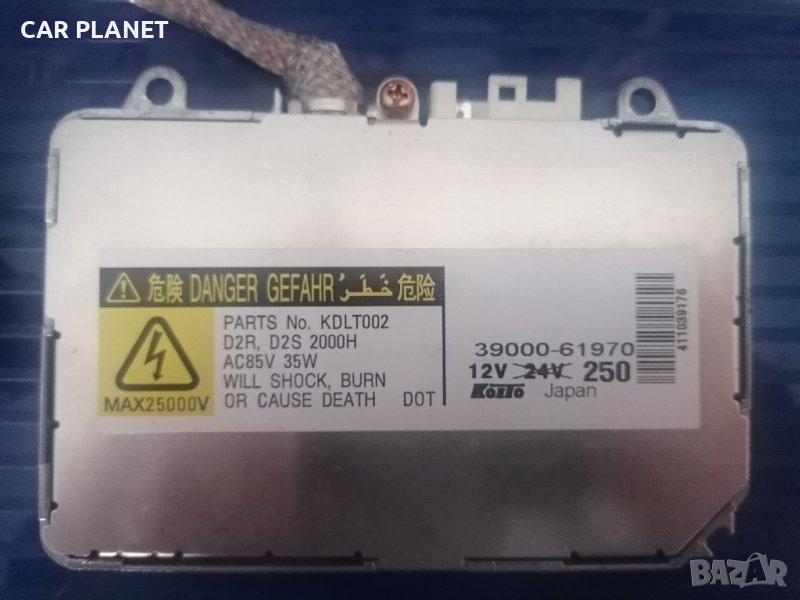 CAR PLANET
⚠ 危険 DANGER GEFAHR خَطَرُ 危险
PARTS No. KDLT002
D2R, D2S 2000H
AC85V 35W
WILL SHOCK, BURN
OR CAUSE DEATH DOT
MAX25000V
39000-61970
12V 24V 250
KOITO Japan
411039176
BAZAR